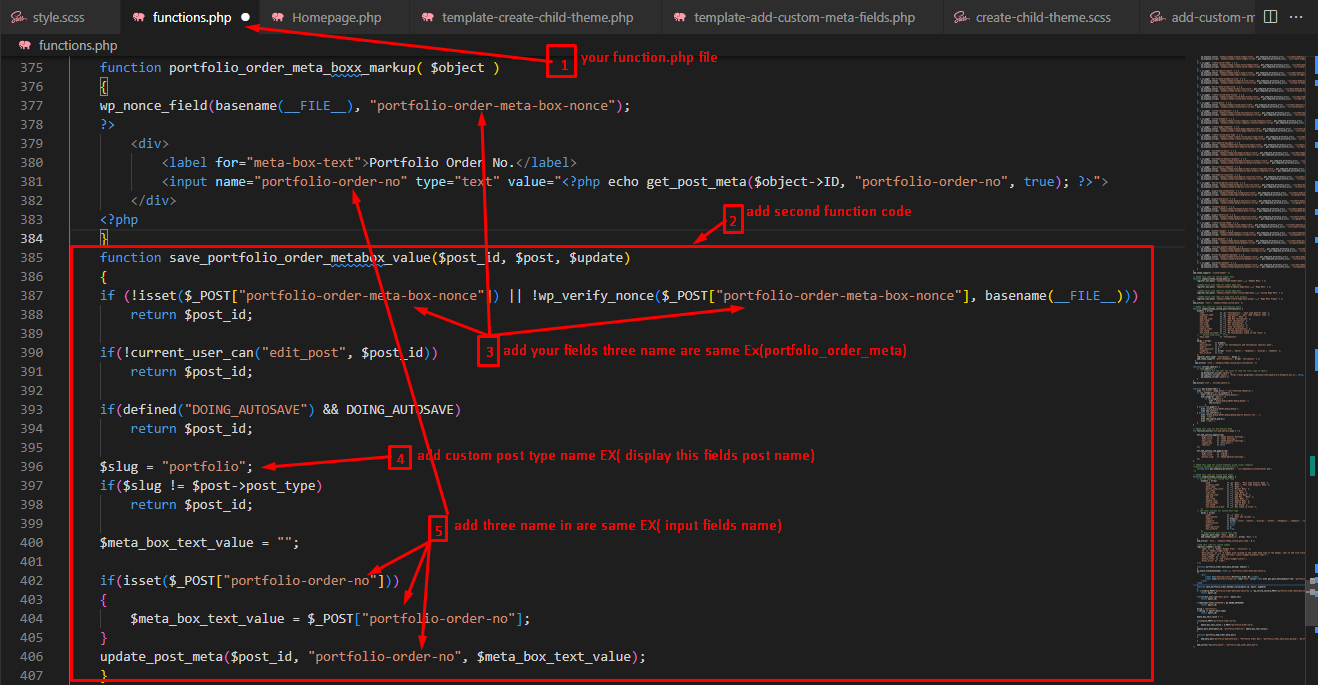 style.scss functions.php Homepage.php template-create-child-theme.php template-add-custom-meta-fields.php create-child-theme.scss add-custom-m
functions.php
1 your function.php file
375 function portfolio_order_meta_boxx_markup( $object )
376 {
377 wp_nonce_field(basename(__FILE__), "portfolio-order-meta-box-nonce");
378 ?>
379 <div>
380 <label for="meta-box-text">Portfolio Order No.</label>
381 <input name="portfolio-order-no" type="text" value="<?php echo get_post_meta($object->ID, "portfolio-order-no", true); ?>">
382 </div>
383 <?php
2 add second function code
384 }
385 function save_portfolio_order_metabox_value($post_id, $post, $update)
386 {
387 if (!isset($_POST["portfolio-order-meta-box-nonce"]) || !wp_verify_nonce($_POST["portfolio-order-meta-box-nonce"], basename(__FILE__)))
388 return $post_id;
389
3 add your fields three name are same Ex(portfolio_order_meta)
390 if(!current_user_can("edit_post", $post_id))
391 return $post_id;
392
393 if(defined("DOING_AUTOSAVE") && DOING_AUTOSAVE)
394 return $post_id;
395
4 add custom post type name EX( display this fields post name)
396 $slug = "portfolio";
397 if($slug != $post->post_type)
398 return $post_id;
399
5 add three name in are same EX( input fields name)
400 $meta_box_text_value = "";
401
402 if(isset($_POST["portfolio-order-no"]))
403 {
404 $meta_box_text_value = $_POST["portfolio-order-no"];
405 }
406 update_post_meta($post_id, "portfolio-order-no", $meta_box_text_value);
407 }